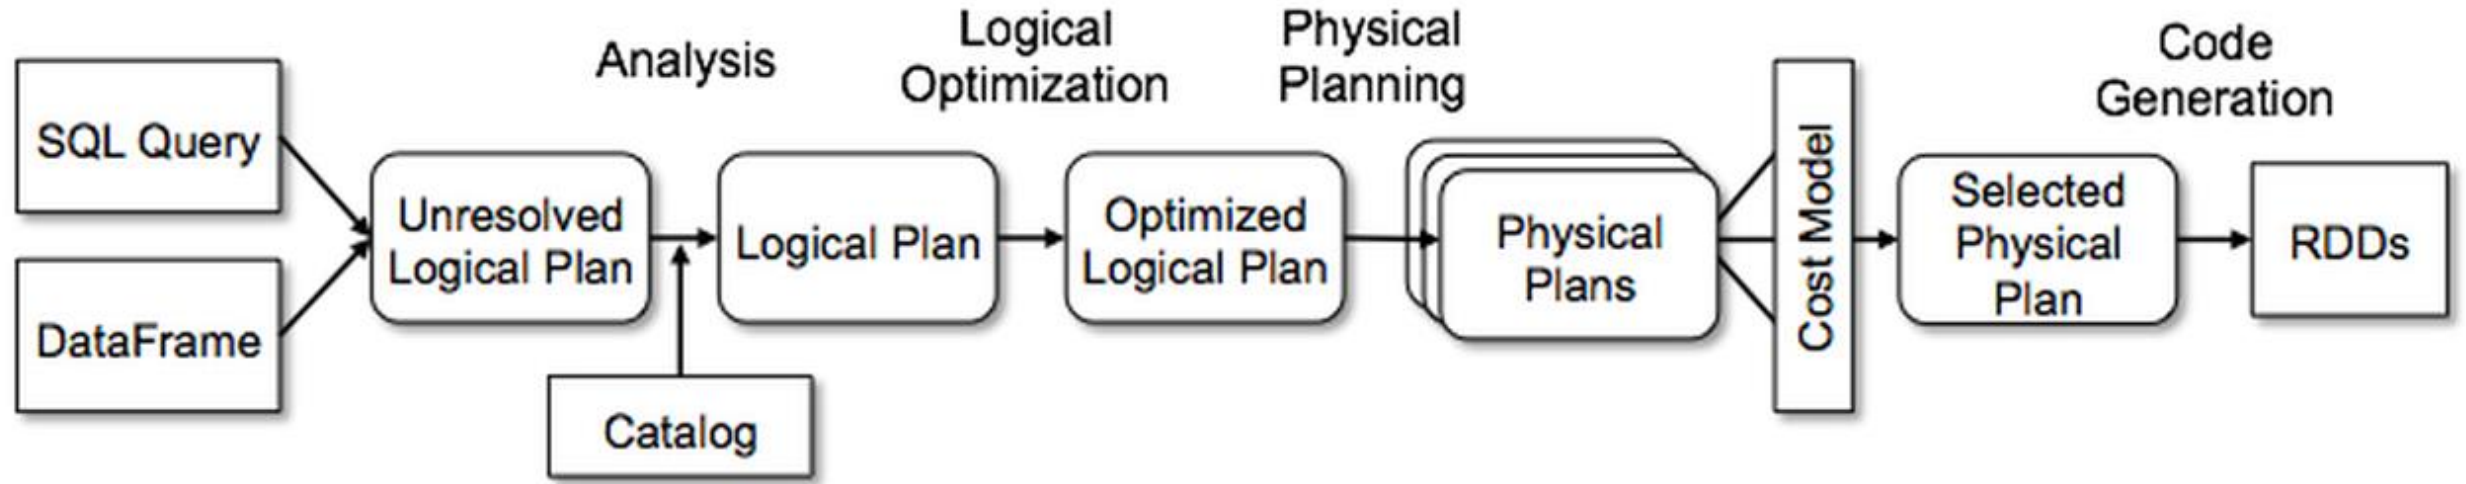 Analysis
Logical
Optimization
Physical
Planning
Code
Generation
SQL Query
DataFrame
Unresolved
Logical Plan
Catalog
Logical Plan
Optimized
Logical Plan
Physical
Plans
Cost Model
Selected
Physical
Plan
RDDs